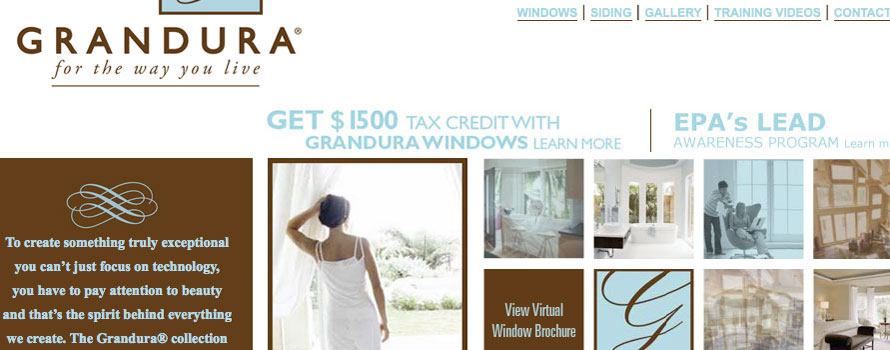 WINDOWS | SIDING | GALLERY | TRAINING VIDEOS | CONTACT
GRANDURA®
for the way you live
GET $1500 TAX CREDIT WITH
GRANDURA WINDOWS LEARN MORE
EPA's LEAD
AWARENESS PROGRAM Learn m
To create something truly exceptional
you can't just focus on technology,
you have to pay attention to beauty
and that's the spirit behind everything
we create. The Grandura® collection
View Virtual
Window Brochure
G